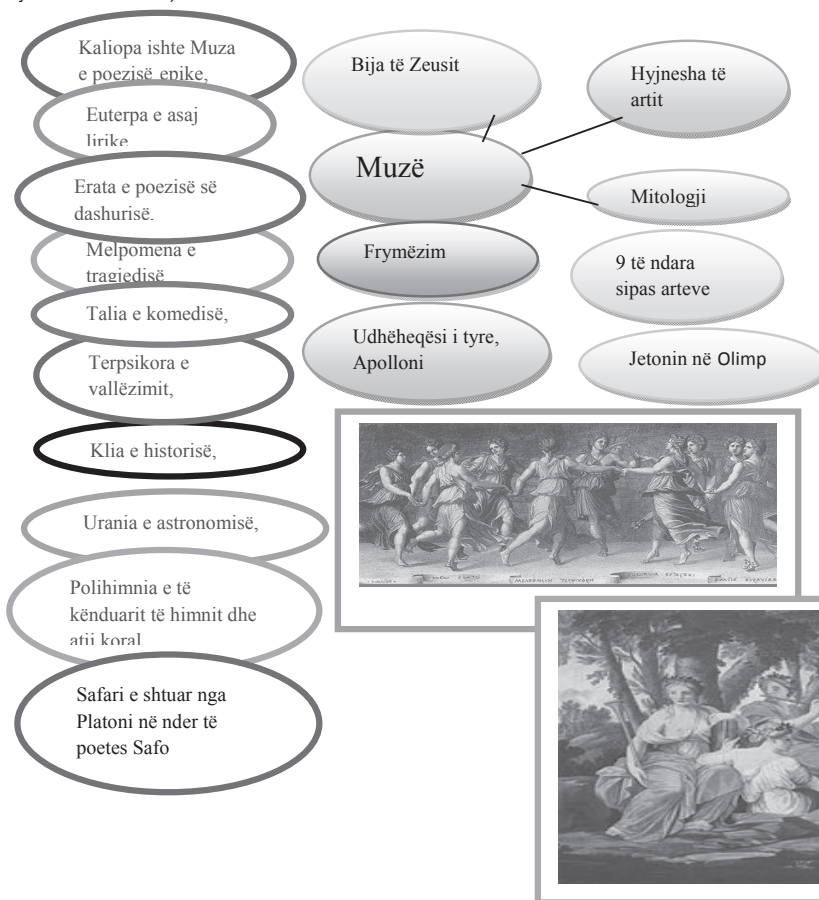 Kaliopa ishte Muza
e poezisë epike,
Euterpa e asaj
lirike
Erata e poezisë së
dashurisë.
Melpomena e
tragjedisë
Talia e komedisë,
Terpsikora e
vallëzimit,
Klia e historisë,
Urania e astronomisë,
Polihimnia e të
kënduarit të himnit dhe
atij koral
Safari e shtuar nga
Platoni në nder të
poetes Safo
Bija të Zeusit
Muzë
Frymëzim
Udhëheqësi i tyre,
Apolloni
Hyjnesha të
artit
Mitologji
9 të ndara
sipas arteve
Jetonin në Olimp